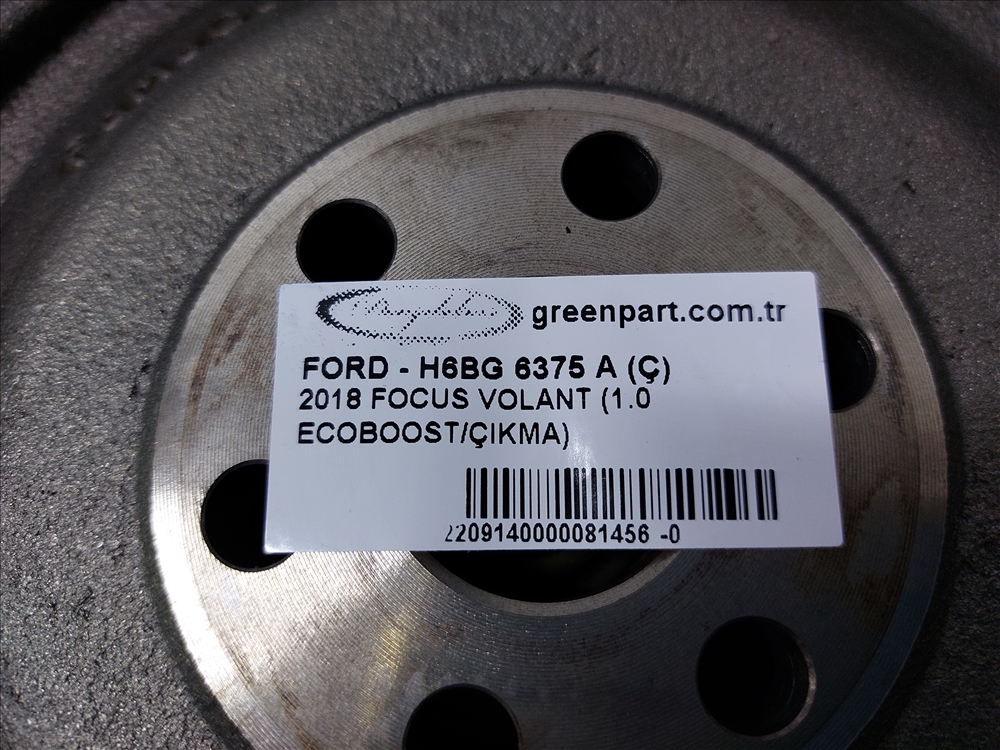 greenpart.com.tr
FORD - H6BG 6375 A (Ç)
2018 FOCUS VOLANT (1.0
ECOBOOST/ÇIKMA)
2209140000081456 -0